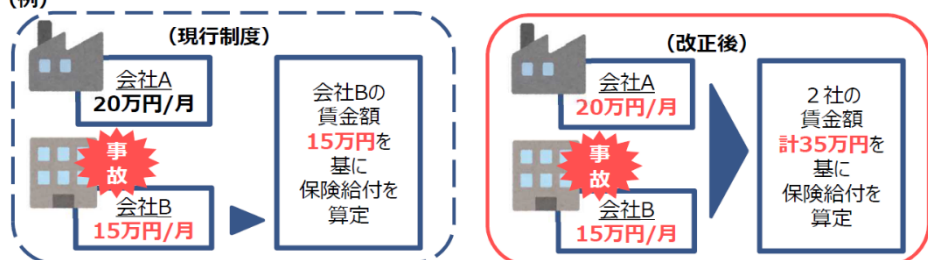 (例)
（現行制度）
会社A
20万円/月
事
故
会社B
15万円/月
会社Bの
賃金額
15万円を
基に
保険給付を
算定
（改正後）
会社A
20万円/月
事
故
会社B
15万円/月
２社の
賃金額
計35万円を
基に
保険給付を
算定